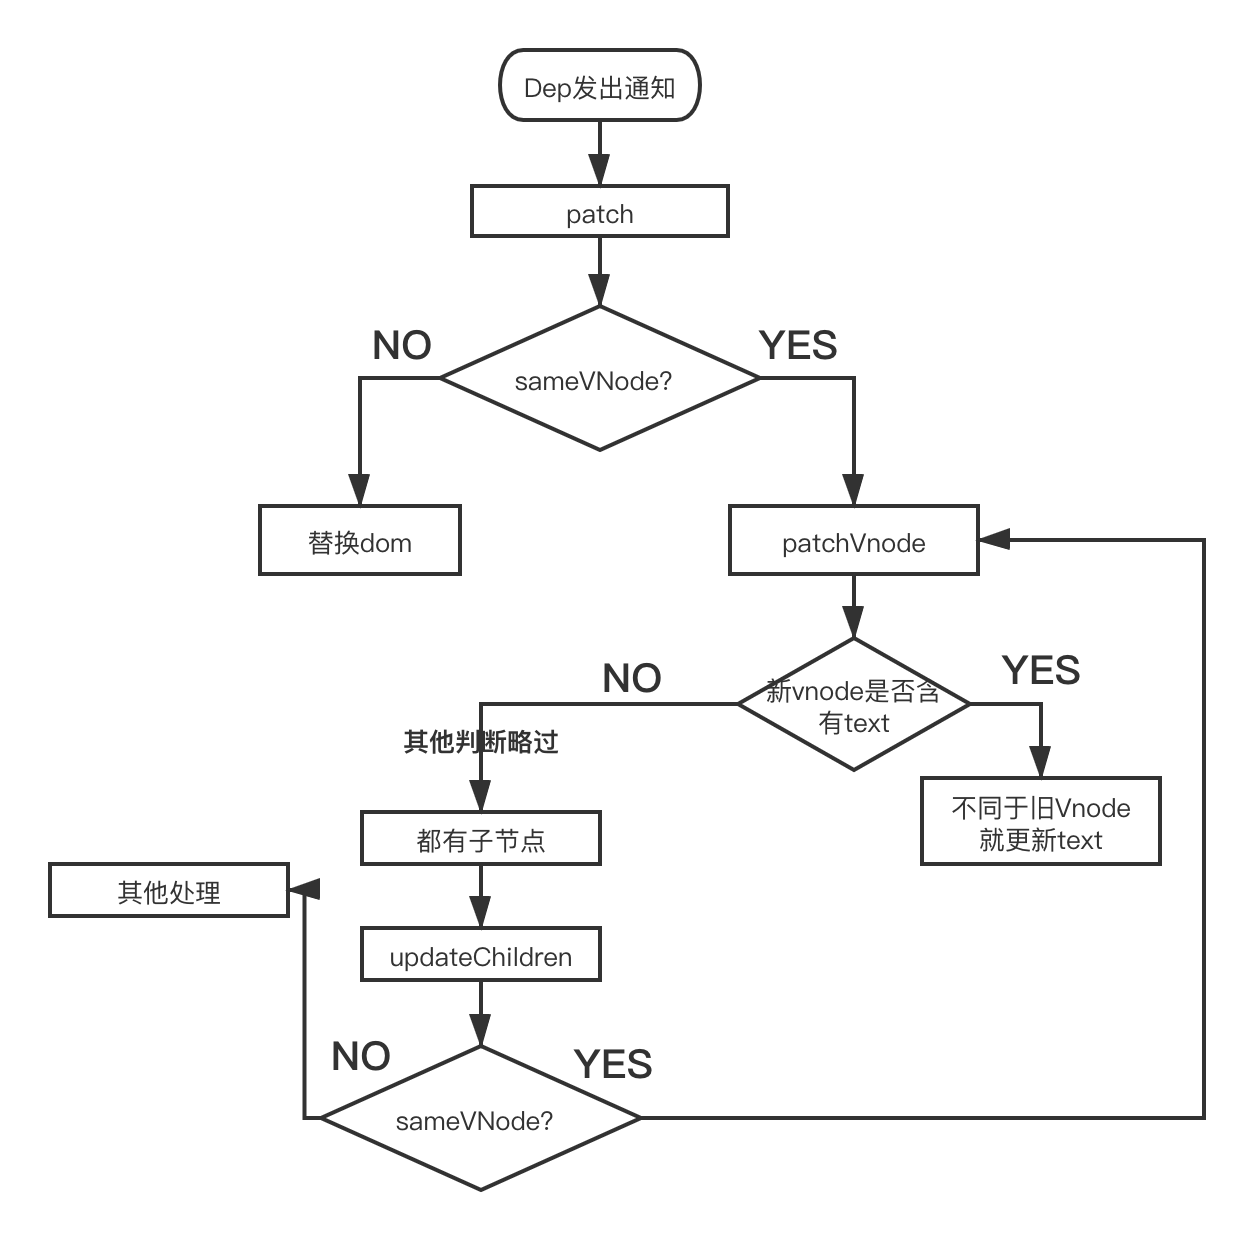 Dep发出通知
patch
NO
YES
sameVNode?
替换dom
patchVnode
NO
YES
新vnode是否含
有text
其他判断略过
不同于旧Vnode
就更新text
都有子节点
其他处理
updateChildren
NO
YES
sameVNode?